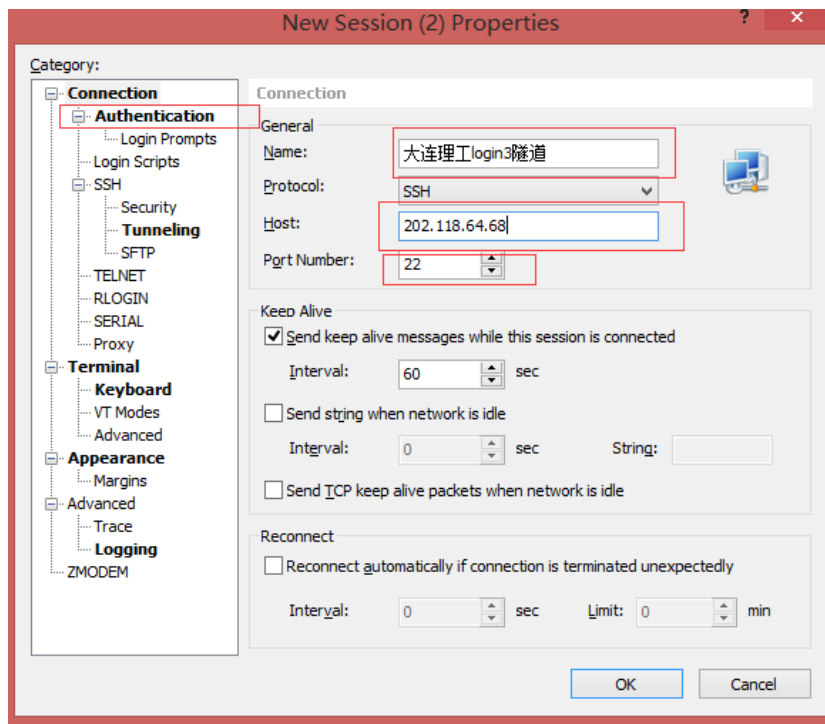 New Session (2) Properties
?
×
Category:
Connection
Authentication
Login Prompts
Login Scripts
SSH
Security
Tunneling
SFTP
TELNET
RLOGIN
SERIAL
Proxy
Terminal
Keyboard
VT Modes
Advanced
Appearance
Margins
Advanced
Trace
Logging
ZMODEM
Connection
General
Name: 大连理工login3隧道
Protocol: SSH
Host: 202.118.64.68
Port Number: 22
Keep Alive
Send keep alive messages while this session is connected
Interval: 60 sec
Send string when network is idle
Interval: 0 sec String:
Send TCP keep alive packets when network is idle
Reconnect
Reconnect automatically if connection is terminated unexpectedly
Interval: 0 sec Limit: 0 min
OK Cancel